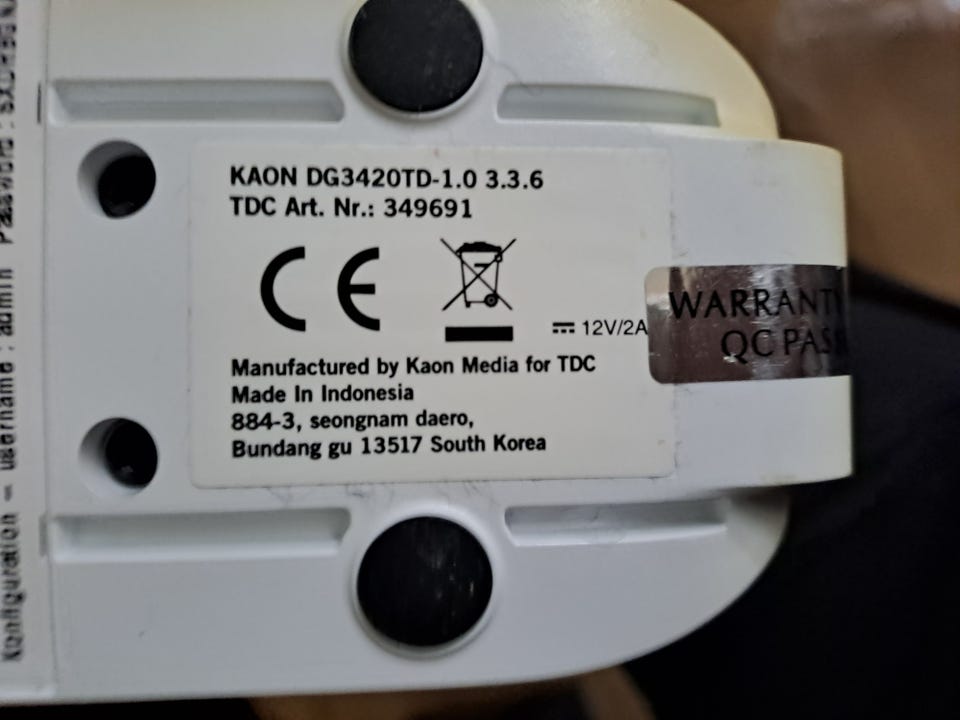 KAON DG3420TD-1.0 3.3.6
TDC Art. Nr.: 349691
CE
12V/2A
Manufactured by Kaon Media for TDC
Made In Indonesia
884-3, seongnam daero,
Bundang gu 13517 South Korea
WARRANTY
QC PAS
Konfiguration - username : admin Password :